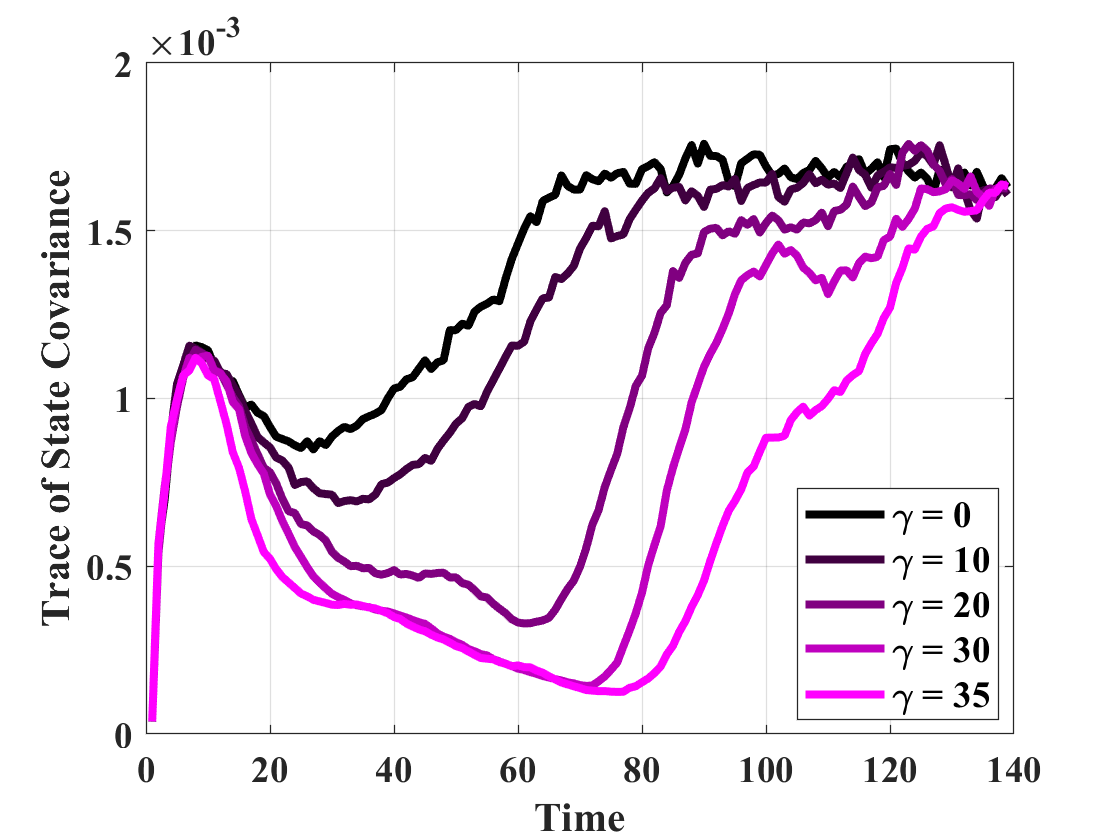 ×10⁻³
Trace of State Covariance
2
1.5
1
0.5
0
0 20 40 60 80 100 120 140
Time
γ = 0
γ = 10
γ = 20
γ = 30
γ = 35